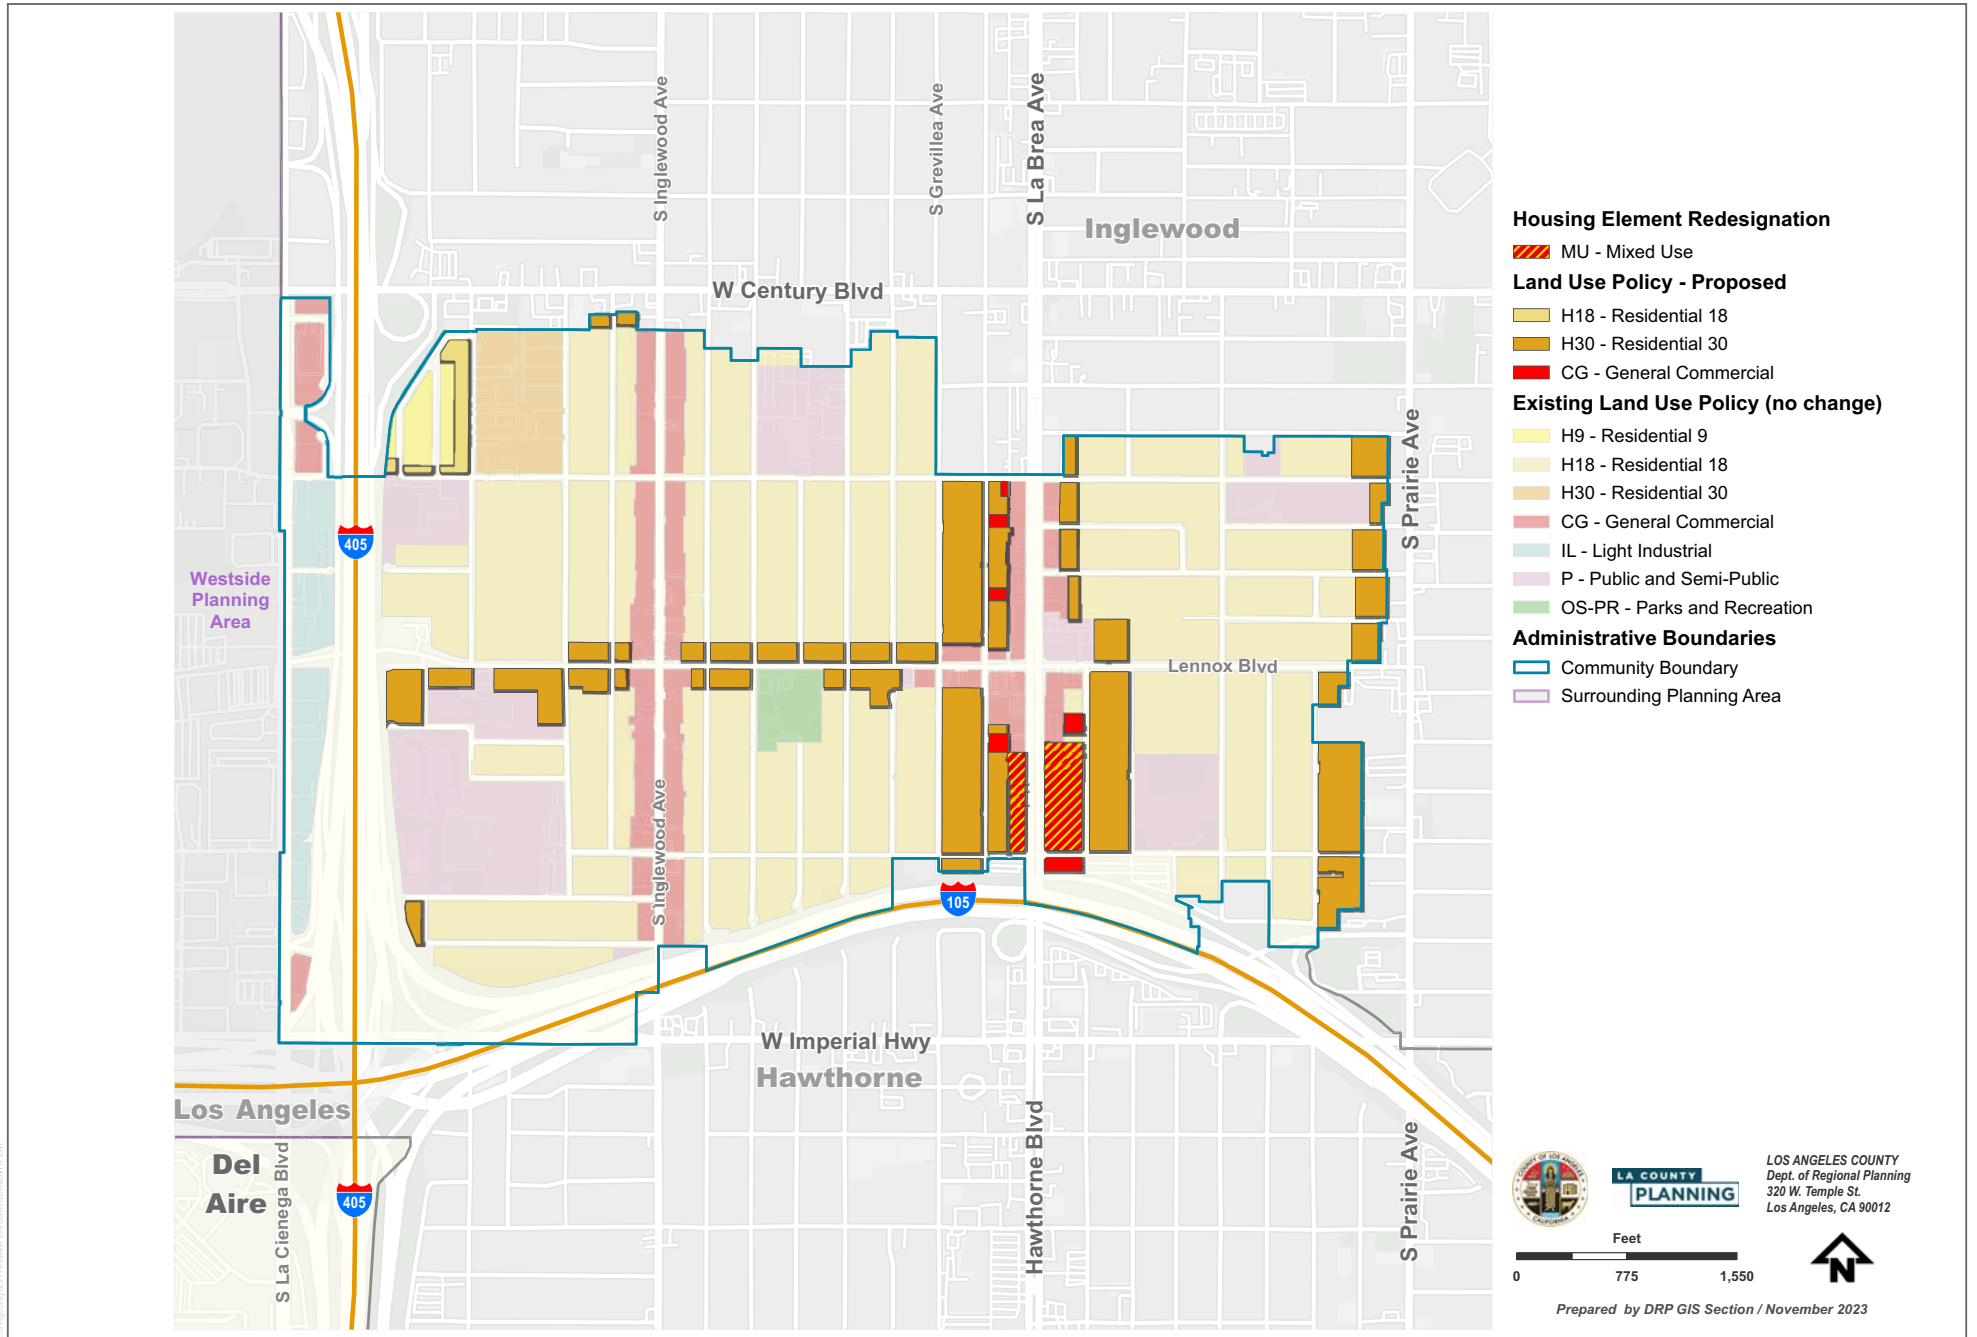 S Inglewood Ave
S Grevillea Ave
S La Brea Ave
Inglewood
W Century Blvd
S Prairie Ave
405
Westside
Planning
Area
Lennox Blvd
S Inglewood Ave
105
W Imperial Hwy
Hawthorne
Los Angeles
Del
Aire
S La Cienega Blvd
405
Hawthorne Blvd
S Prairie Ave
Housing Element Redesignation
MU - Mixed Use
Land Use Policy - Proposed
H18 - Residential 18
H30 - Residential 30
CG - General Commercial
Existing Land Use Policy (no change)
H9 - Residential 9
H18 - Residential 18
H30 - Residential 30
CG - General Commercial
IL - Light Industrial
P - Public and Semi-Public
OS-PR - Parks and Recreation
Administrative Boundaries
Community Boundary
Surrounding Planning Area
COUNTY OF LOS ANGELES
CALIFORNIA
LA COUNTY
PLANNING
LOS ANGELES COUNTY
Dept. of Regional Planning
320 W. Temple St.
Los Angeles, CA 90012
Feet
0 775 1,550
N
Prepared by DRP GIS Section / November 2023